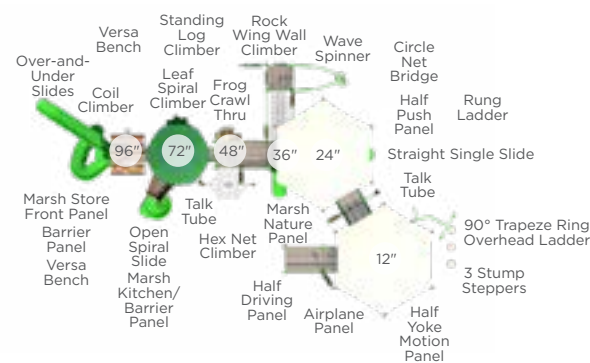 Over-and-
Under
Slides
Versa
Bench
Coil
Climber
Standing
Log
Climber
Leaf
Spiral
Climber
Frog
Crawl
Thru
Rock
Wing Wall
Climber
Wave
Spinner
Circle
Net
Bridge
Half
Push
Panel
Rung
Ladder
96"
72"
48"
36"
24"
Straight Single Slide
Talk
Tube
Marsh Store
Front Panel
Barrier
Panel
Versa
Bench
Open
Spiral
Slide
Marsh
Kitchen/
Barrier
Panel
Talk
Tube
Hex Net
Climber
Marsh
Nature
Panel
12"
90° Trapeze Ring
Overhead Ladder
3 Stump
Steppers
Half
Driving
Panel
Airplane
Panel
Half
Yoke
Motion
Panel